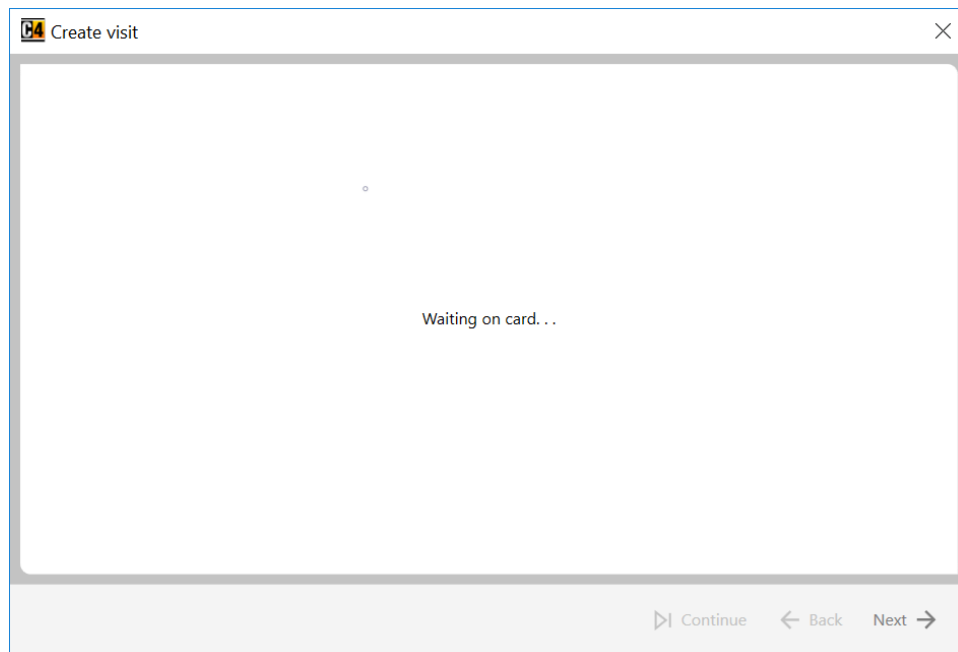 C4 Create visit
Waiting on card. . .
Continue Back Next